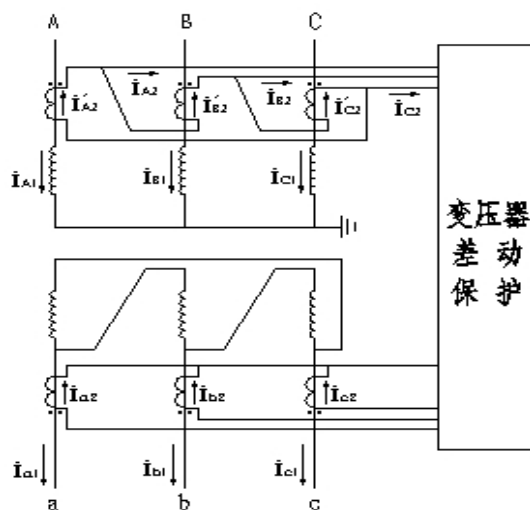 A B C
İ'A2 İA2 İ'B2 İB2 İ'C2 İC2
İA1 İB1 İC1
变压器
差动
保护
İa2 İb2 İc2
İa1 İb1 İc1
a b c